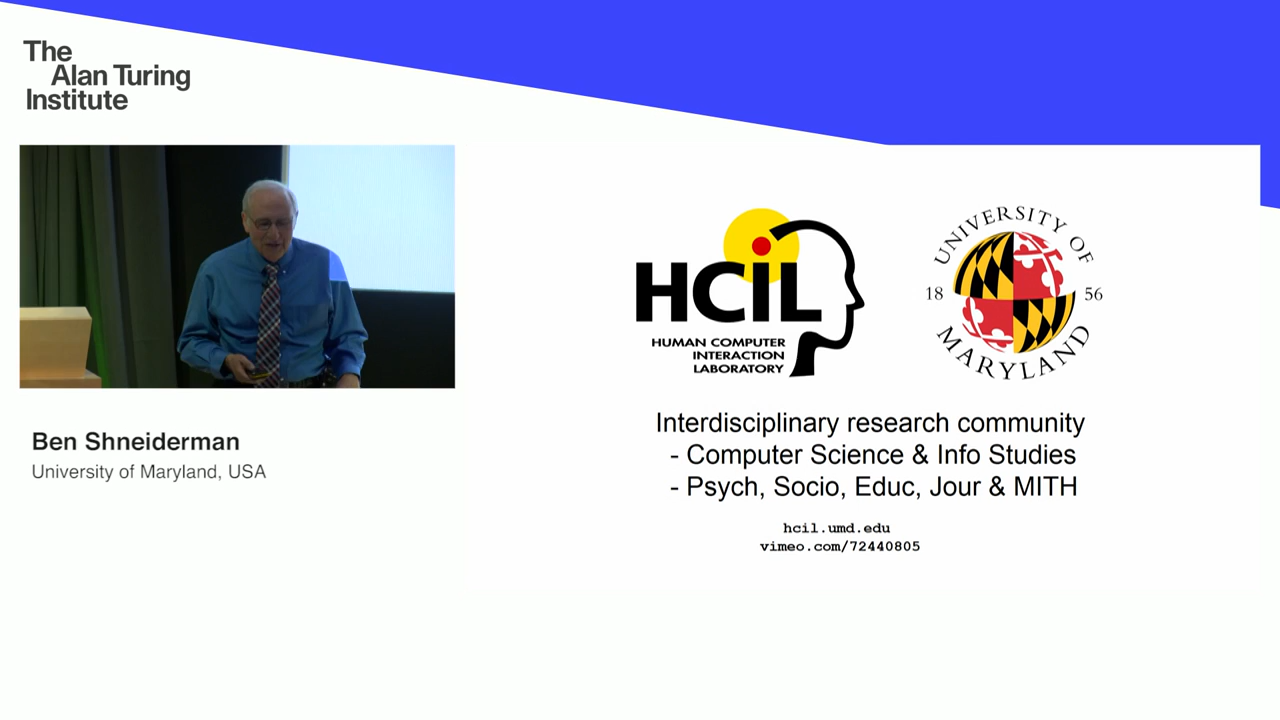 The
Alan Turing
Institute
Ben Shneiderman
University of Maryland, USA
HCIL
HUMAN COMPUTER
INTERACTION
LABORATORY
UNIVERSITY OF
18 56
MARYLAND
Interdisciplinary research community
- Computer Science & Info Studies
- Psych, Socio, Educ, Jour & MITH
hcil.umd.edu
vimeo.com/72440805